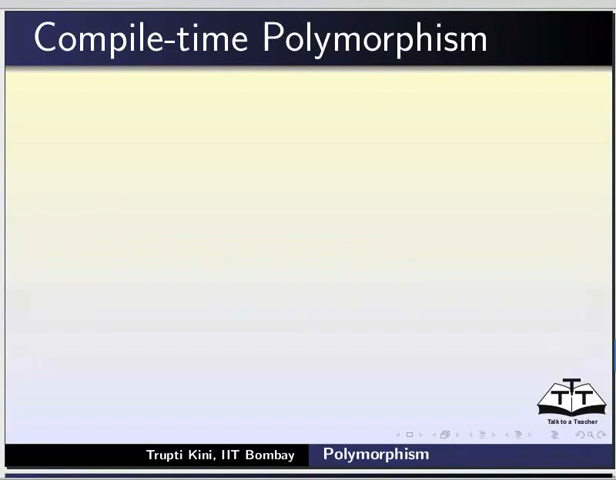 Compile-time Polymorphism
T
T T
Talk to a Teacher
Trupti Kini, IIT Bombay
Polymorphism